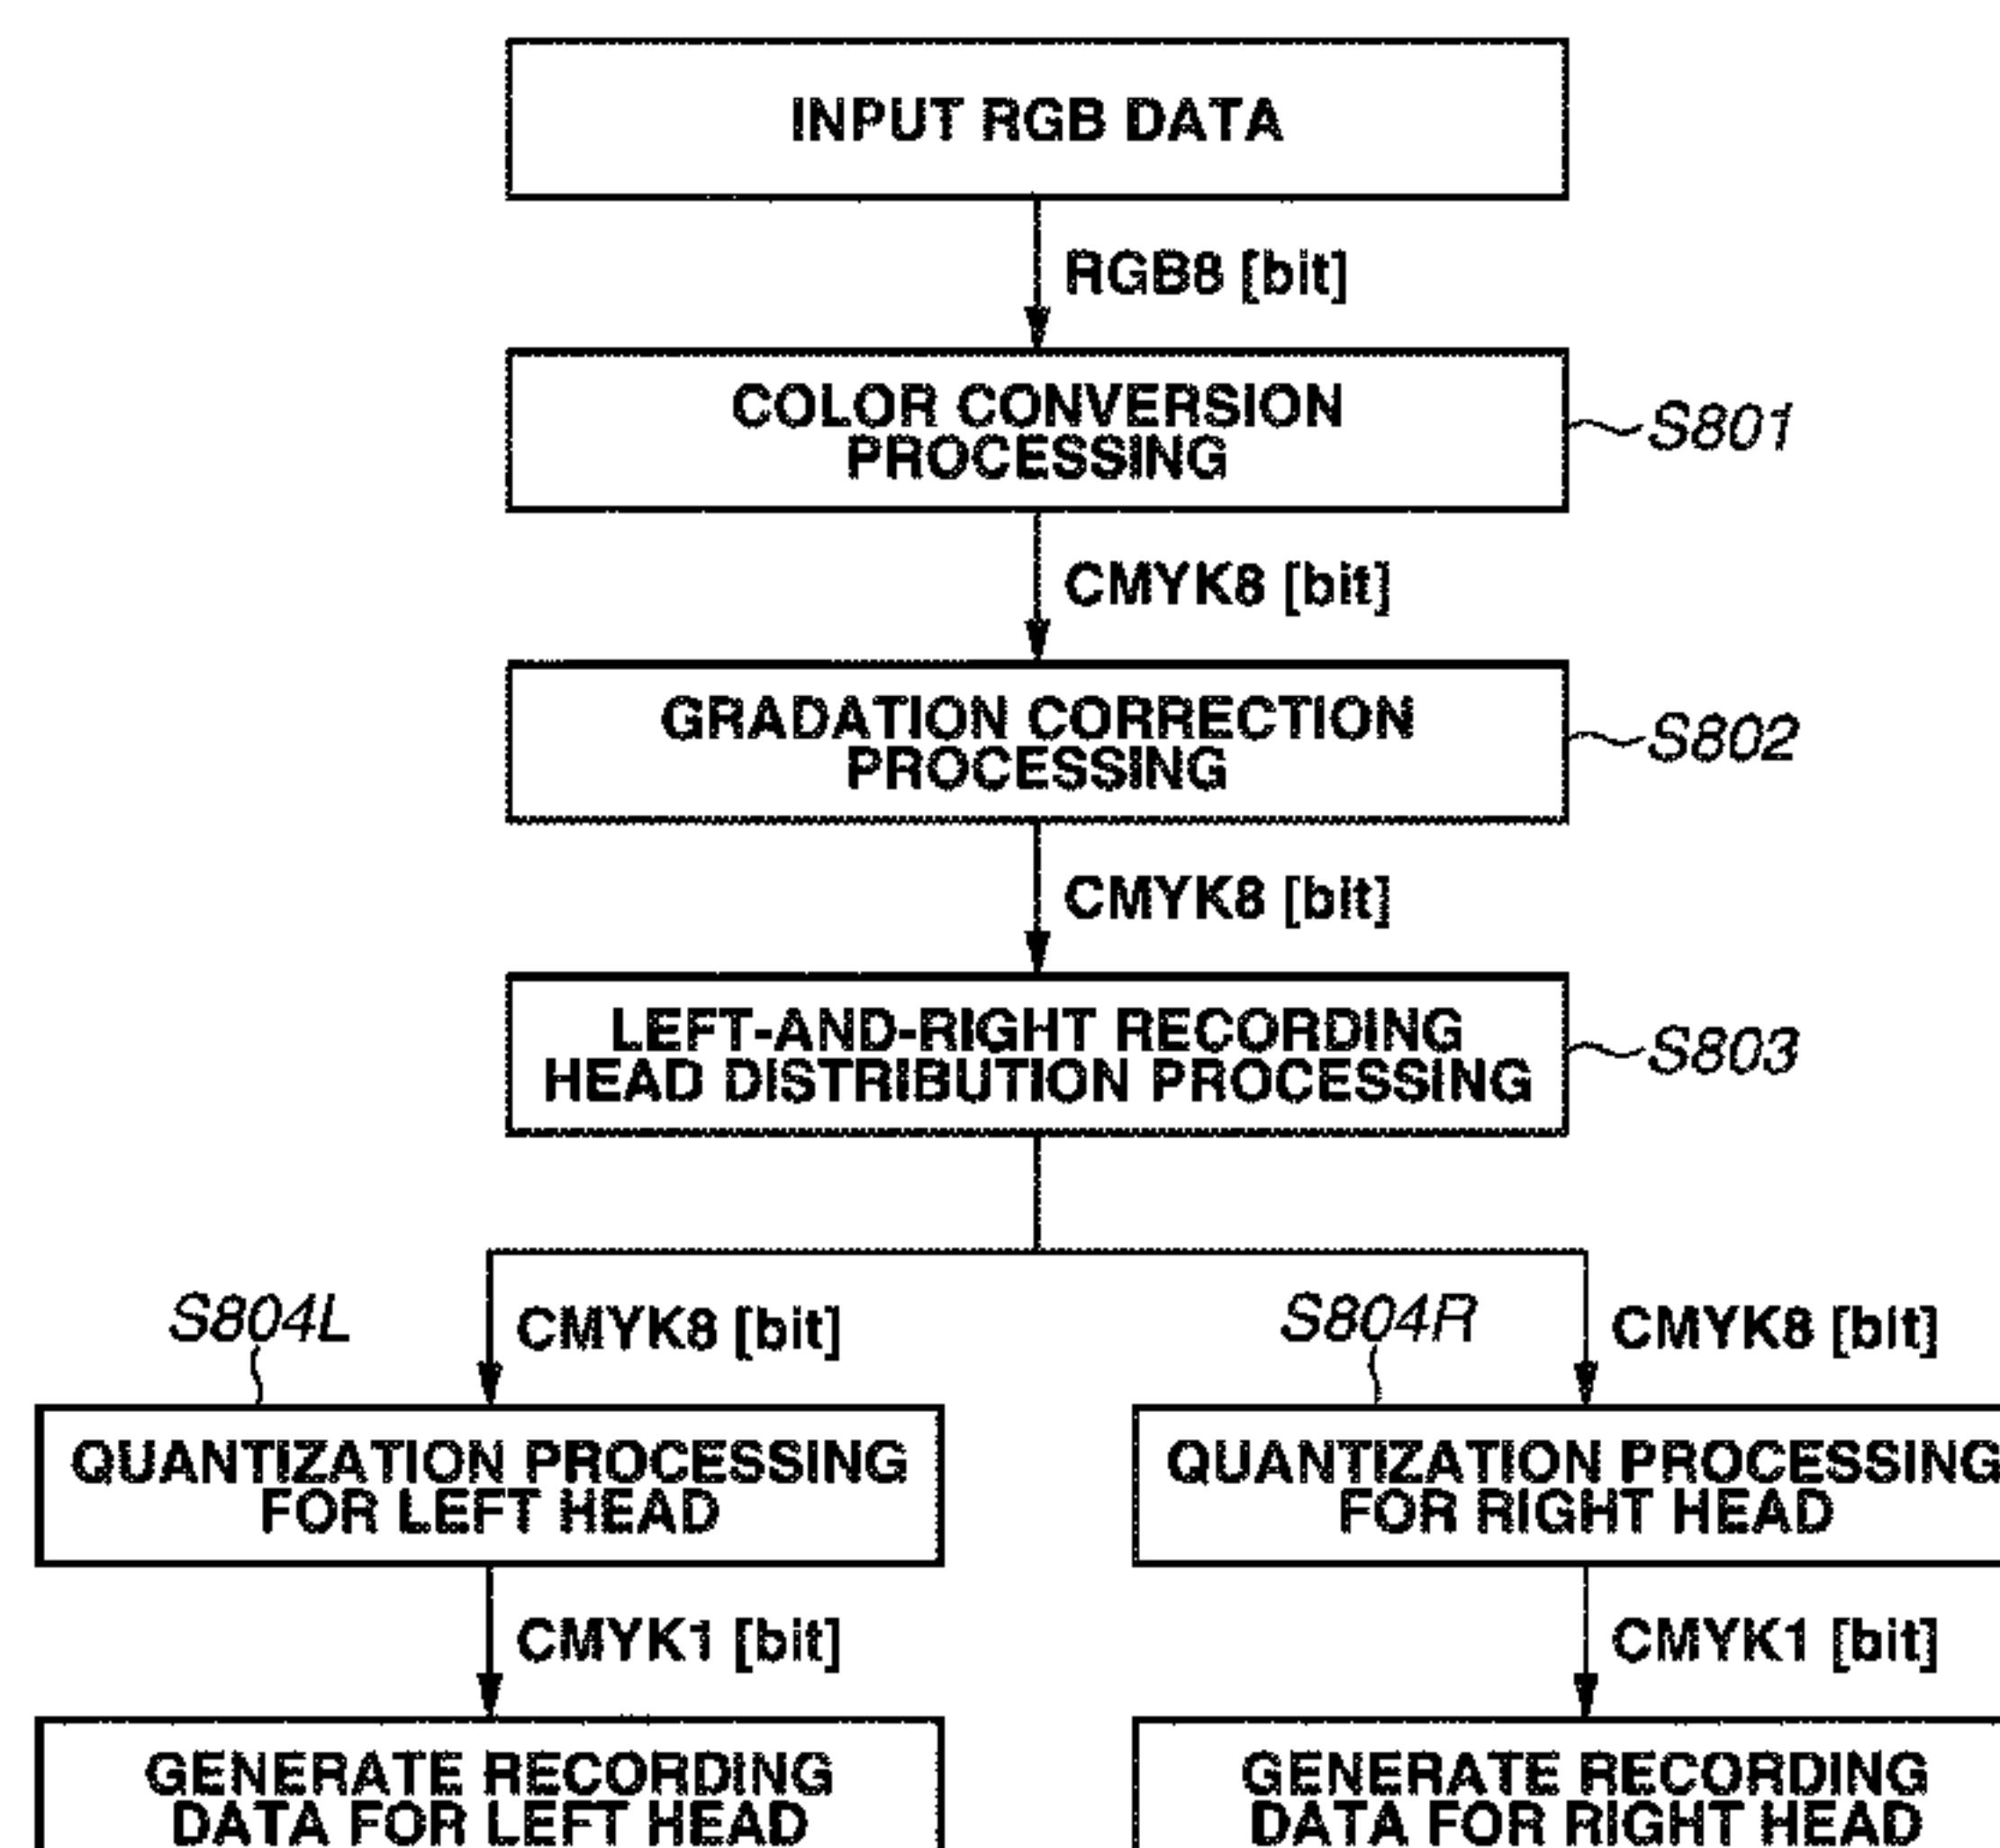 INPUT RGB DATA
RGB8 [bit]
COLOR CONVERSION
PROCESSING
S801
CMYK8 [bit]
GRADATION CORRECTION
PROCESSING
S802
CMYK8 [bit]
LEFT-AND-RIGHT RECORDING
HEAD DISTRIBUTION PROCESSING
S803
S804L
CMYK8 [bit]
S804R
CMYK8 [bit]
QUANTIZATION PROCESSING
FOR LEFT HEAD
QUANTIZATION PROCESSING
FOR RIGHT HEAD
CMYK1 [bit]
CMYK1 [bit]
GENERATE RECORDING
DATA FOR LEFT HEAD
GENERATE RECORDING
DATA FOR RIGHT HEAD